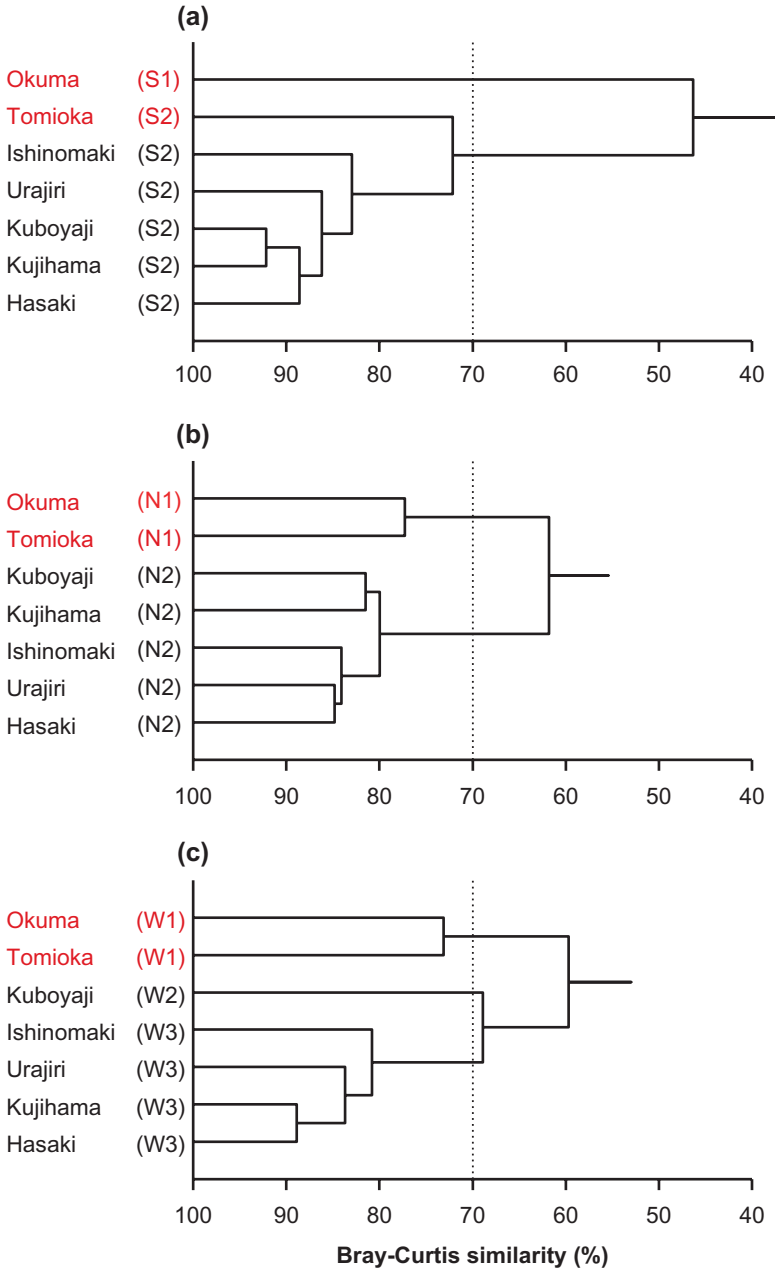 (a)
Okuma (S1)
Tomioka (S2)
Ishinomaki (S2)
Urajiri (S2)
Kuboyaji (S2)
Kujihama (S2)
Hasaki (S2)
100 90 80 70 60 50 40
(b)
Okuma (N1)
Tomioka (N1)
Kuboyaji (N2)
Kujihama (N2)
Ishinomaki (N2)
Urajiri (N2)
Hasaki (N2)
100 90 80 70 60 50 40
(c)
Okuma (W1)
Tomioka (W1)
Kuboyaji (W2)
Ishinomaki (W3)
Urajiri (W3)
Kujihama (W3)
Hasaki (W3)
100 90 80 70 60 50 40
Bray-Curtis similarity (%)